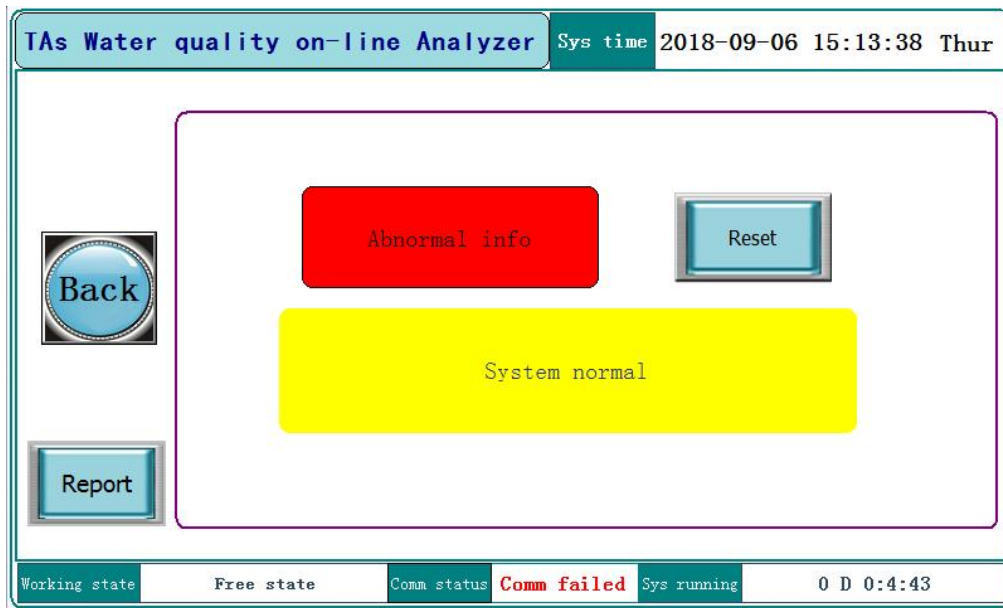 TAs Water quality on-line Analyzer Sys time 2018-09-06 15:13:38 Thur
Abnormal info
Reset
Back
System normal
Report
Working state Free state Comm status Comm failed Sys running 0 D 0:4:43